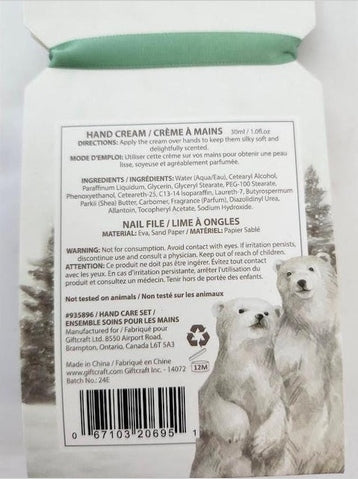 HAND CREAM / CRÈME À MAINS 30ml / 1.0fl.oz
DIRECTIONS: Apply the cream over hands to keep them silky soft and
delightfully scented.
MODE D'EMPLOI: Utiliser cette crème sur vos mains pour obtenir une peau
lisse, soyeuse et agréablement parfumée.
INGREDIENTS / INGRÉDIENTS: Water (Aqua/Eau), Cetearyl Alcohol,
Paraffinum Liquidum, Glycerin, Glyceryl Stearate, PEG-100 Stearate,
Phenoxyethanol, Ceteareth-25, C13-14 Isoparaffin, Laureth-7, Butyrospermum
Parkii (Shea) Butter, Carbomer, Fragrance (Parfum), Diazolidinyl Urea,
Allantoin, Tocopheryl Acetate, Sodium Hydroxide.
NAIL FILE / LIME À ONGLES
MATERIAL: Eva, Sand Paper / MATÉRIEL: Papier Sablé
WARNING: Not for consumption. Avoid contact with eyes. If irritation persists,
discontinue use and consult a physician. Keep out of reach of children.
ATTENTION: Ce produit ne doit pas être ingéré. Évitez tout contact
avec les yeux. En cas d'irritation persistante, arrêter l'utilisation du
produit et consultez un médecin. Tenir hors de portée des enfants.
Not tested on animals / Non testé sur les animaux
#935896 / HAND CARE SET /
ENSEMBLE SOINS POUR LES MAINS
Manufactured for / Fabriqué pour
Giftcraft Ltd. 8550 Airport Road,
Brampton, Ontario, Canada L6T 5A3
Made in China / Fabriqué en Chine
www.giftcraft.com Giftcraft Inc. - 14072
Batch No: 24E
12M
0 67103 20695 1